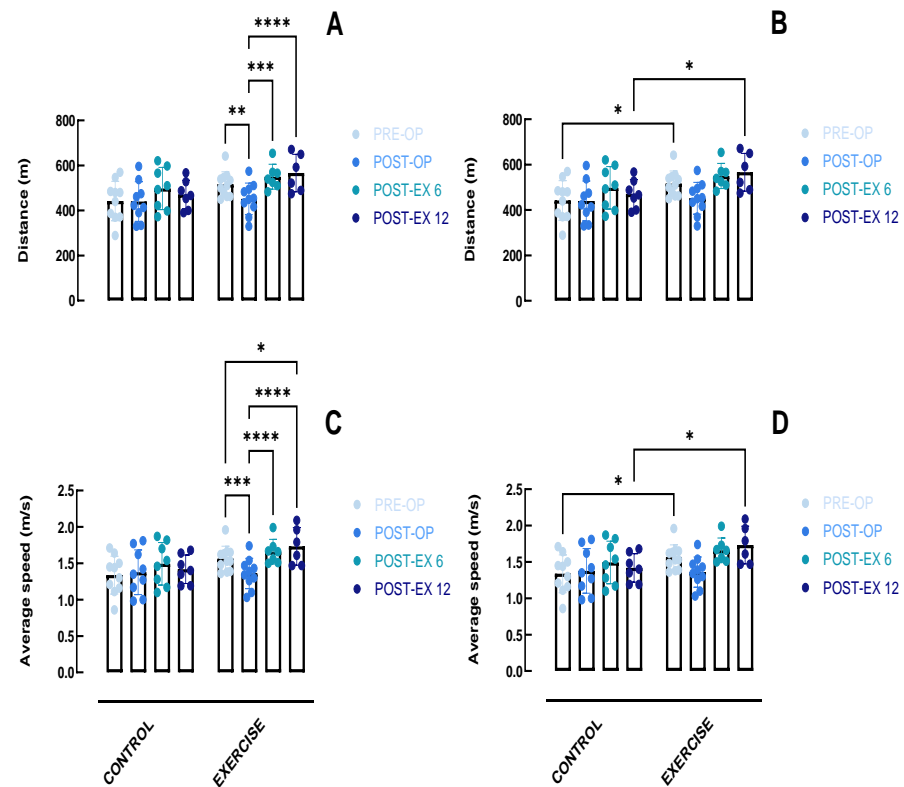 A
****
***
**
Distance (m)
800
600
400
200
0
PRE-OP
POST-OP
POST-EX 6
POST-EX 12
B
*
*
Distance (m)
800
600
400
200
0
PRE-OP
POST-OP
POST-EX 6
POST-EX 12
C
*
****
****
***
Average speed (m/s)
2.5
2.0
1.5
1.0
0.5
0.0
PRE-OP
POST-OP
POST-EX 6
POST-EX 12
CONTROL
EXERCISE
D
*
*
Average speed (m/s)
2.5
2.0
1.5
1.0
0.5
0.0
PRE-OP
POST-OP
POST-EX 6
POST-EX 12
CONTROL
EXERCISE